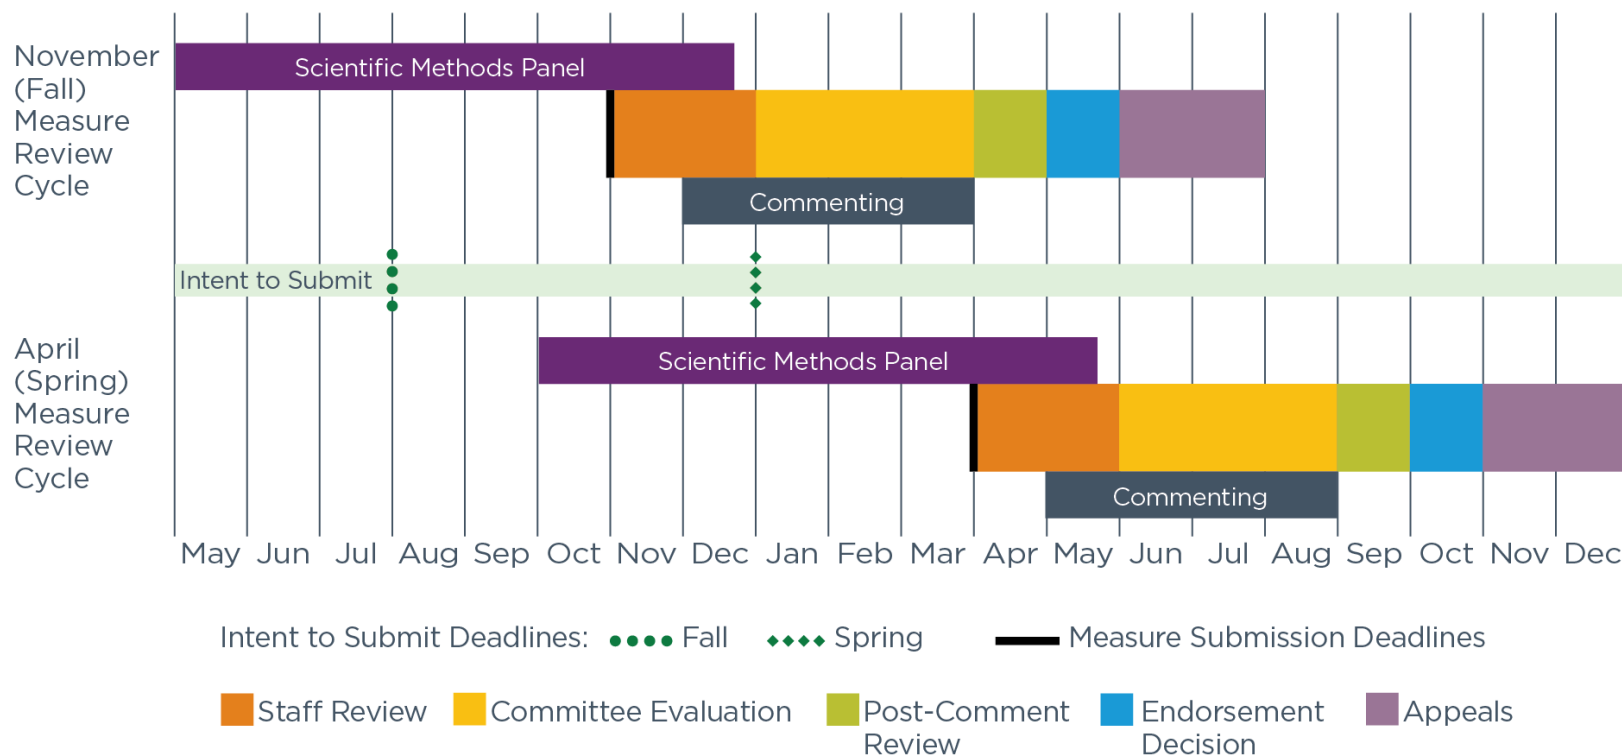 November
(Fall)
Measure
Review
Cycle
Scientific Methods Panel
Commenting
Intent to Submit
April
(Spring)
Measure
Review
Cycle
Scientific Methods Panel
Commenting
May Jun Jul Aug Sep Oct Nov Dec Jan Feb Mar Apr May Jun Jul Aug Sep Oct Nov Dec
Intent to Submit Deadlines: Fall Spring Measure Submission Deadlines
Staff Review Committee Evaluation Post-Comment Endorsement Appeals
Review Decision